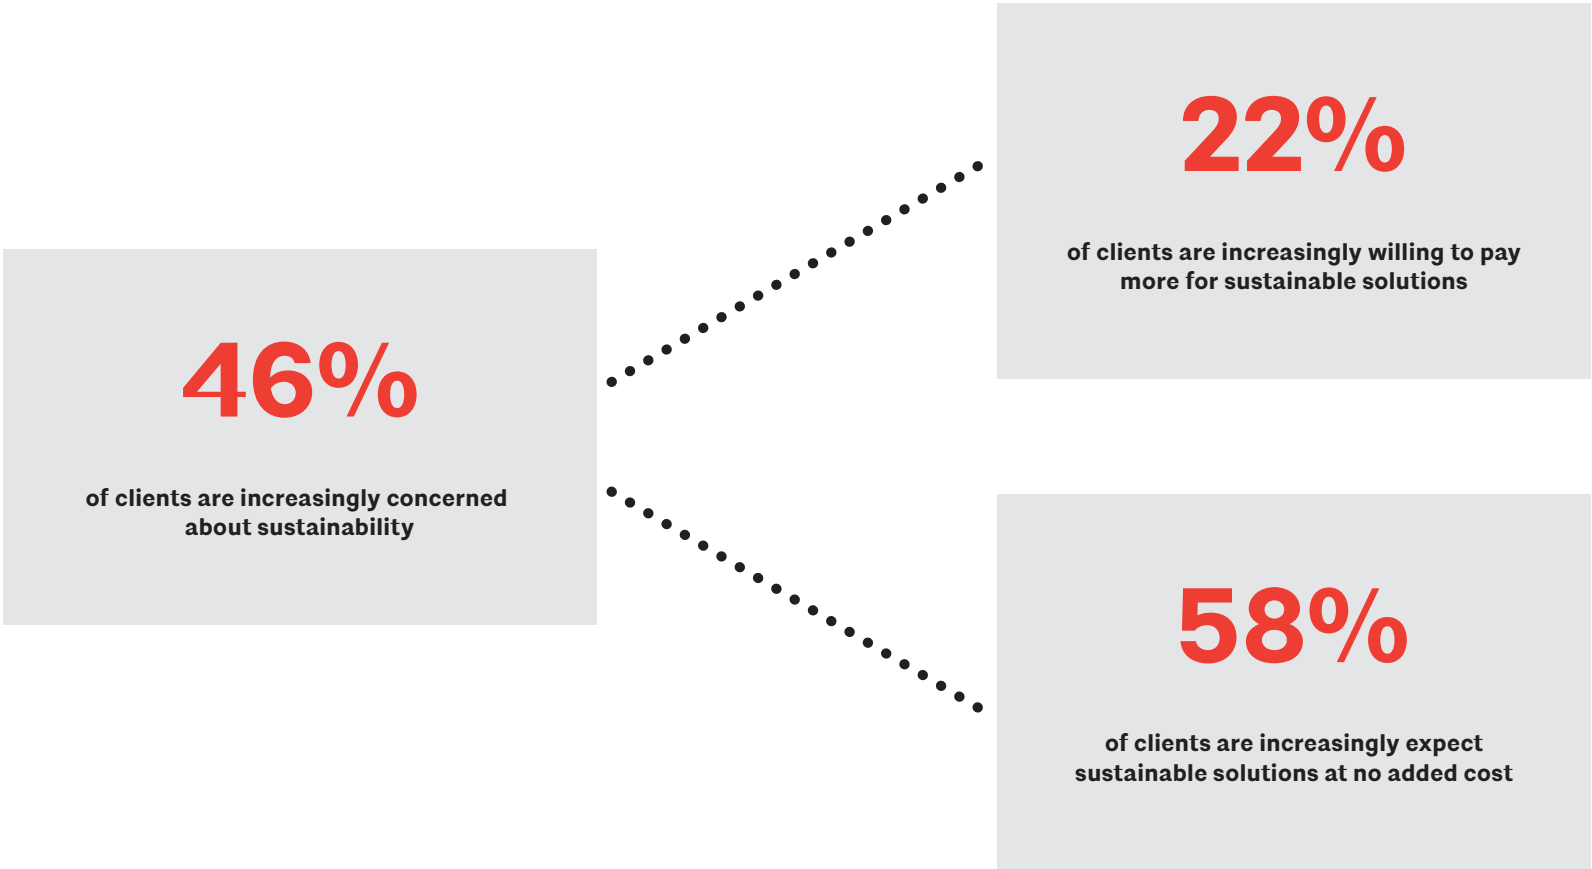 46%
of clients are increasingly concerned
about sustainability
22%
of clients are increasingly willing to pay
more for sustainable solutions
58%
of clients are increasingly expect
sustainable solutions at no added cost